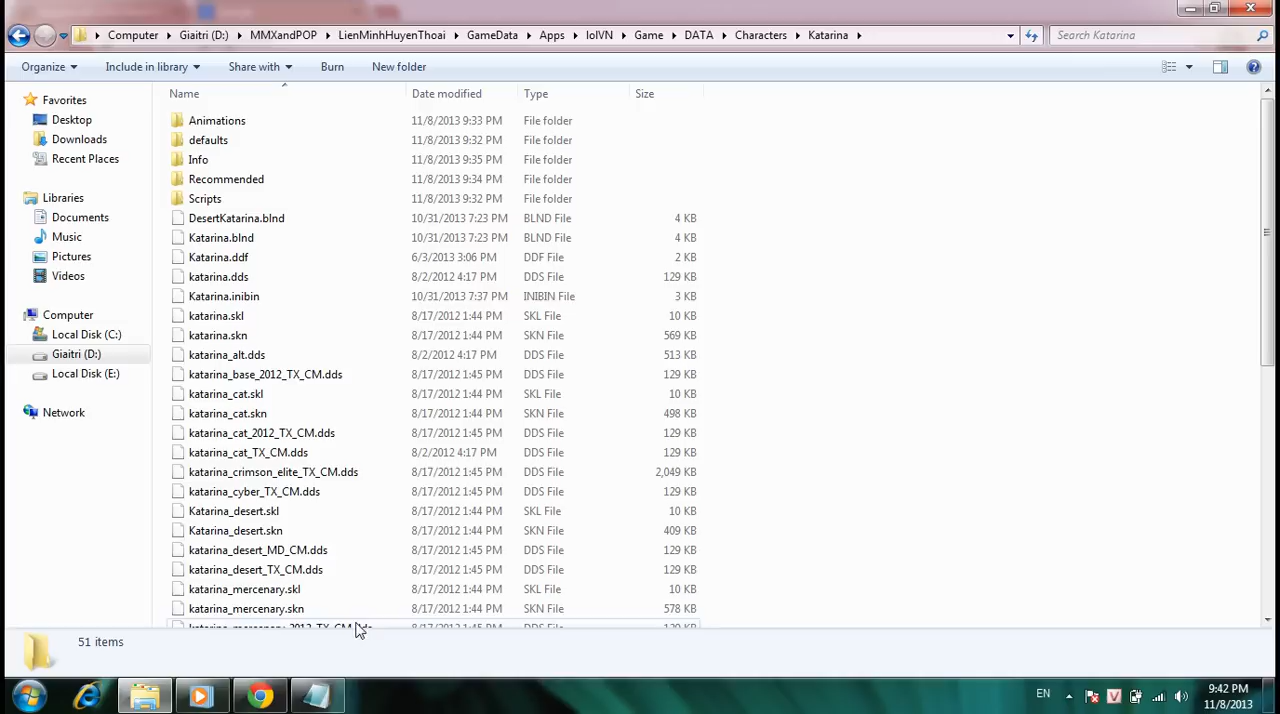 Computer Giaitri (D:) MMXandPOP LienMinhHuyenThoai GameData Apps lolVN Game DATA Characters Katarina
Search Katarina
Organize Include in library Share with Burn New folder
Name Date modified Type Size
Favorites
Desktop
Downloads
Recent Places
Libraries
Documents
Music
Pictures
Videos
Computer
Local Disk (C:)
Giaitri (D:)
Local Disk (E:)
Network
Animations 11/8/2013 9:33 PM File folder
defaults 11/8/2013 9:32 PM File folder
Info 11/8/2013 9:35 PM File folder
Recommended 11/8/2013 9:34 PM File folder
Scripts 11/8/2013 9:32 PM File folder
DesertKatarina.blnd 10/31/2013 7:23 PM BLND File 4 KB
Katarina.blnd 10/31/2013 7:23 PM BLND File 4 KB
Katarina.ddf 6/3/2013 3:06 PM DDF File 2 KB
katarina.dds 8/2/2012 4:17 PM DDS File 129 KB
Katarina.inibin 10/31/2013 7:37 PM INIBIN File 3 KB
katarina.skl 8/17/2012 1:44 PM SKL File 10 KB
katarina.skn 8/17/2012 1:44 PM SKN File 569 KB
katarina_alt.dds 8/2/2012 4:17 PM DDS File 513 KB
katarina_base_2012_TX_CM.dds 8/17/2012 1:45 PM DDS File 129 KB
katarina_cat.skl 8/17/2012 1:44 PM SKL File 10 KB
katarina_cat.skn 8/17/2012 1:44 PM SKN File 498 KB
katarina_cat_2012_TX_CM.dds 8/17/2012 1:45 PM DDS File 129 KB
katarina_cat_TX_CM.dds 8/2/2012 4:17 PM DDS File 129 KB
katarina_crimson_elite_TX_CM.dds 8/17/2012 1:45 PM DDS File 2,049 KB
katarina_cyber_TX_CM.dds 8/17/2012 1:45 PM DDS File 129 KB
Katarina_desert.skl 8/17/2012 1:44 PM SKL File 10 KB
Katarina_desert.skn 8/17/2012 1:44 PM SKN File 409 KB
katarina_desert_MD_CM.dds 8/17/2012 1:45 PM DDS File 129 KB
katarina_desert_TX_CM.dds 8/17/2012 1:45 PM DDS File 129 KB
katarina_mercenary.skl 8/17/2012 1:44 PM SKL File 10 KB
katarina_mercenary.skn 8/17/2012 1:44 PM SKN File 578 KB
katarina_mercenary_2012_TX_CM.dds 8/17/2012 1:45 PM DDS File 129 KB
51 items
EN
9:42 PM
11/8/2013